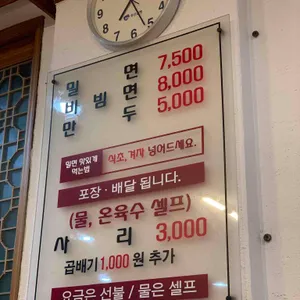 밀 면 7,500
비 빔 면 8,000
만 두 5,000
밀면 맛있게 먹는법 식초, 겨자 넣어드세요.
포장 · 배달 됩니다.
(물, 온육수 셀프)
사 리 3,000
곱배기 1,000 원 추가
요금은 선불 / 물은 셀프